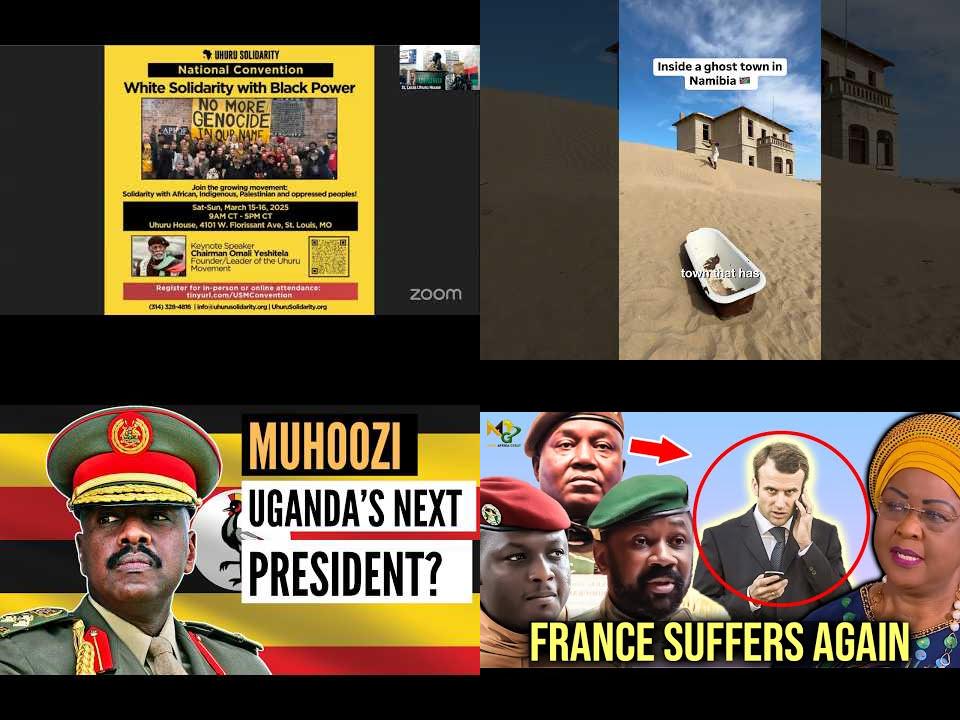 UHURU SOLIDARITY
National Convention
White Solidarity with Black Power
NO MORE
GENOCIDE
IN OUR NAME
Join the growing movement:
Solidarity with African, Indigenous, Palestinian and oppressed peoples!
Sat-Sun, March 15-16, 2025
9AM CT - 5PM CT
Uhuru House, 4101 W. Florissant Ave, St. Louis, MO
Keynote Speaker
Chairman Omali Yeshitela
Founder/Leader of the Uhuru
Movement
Register for in-person or online attendance:
tinyurl.com/USMConvention
(314) 328-4816 | info@uhurusolidarity.org | UhuruSolidarity.org
St. Louis Uhuru House
zoom
Inside a ghost town in
Namibia 🇳🇦
town that has
MUHOOZI
UGANDA'S NEXT
PRESIDENT?
FRANCE SUFFERS AGAIN